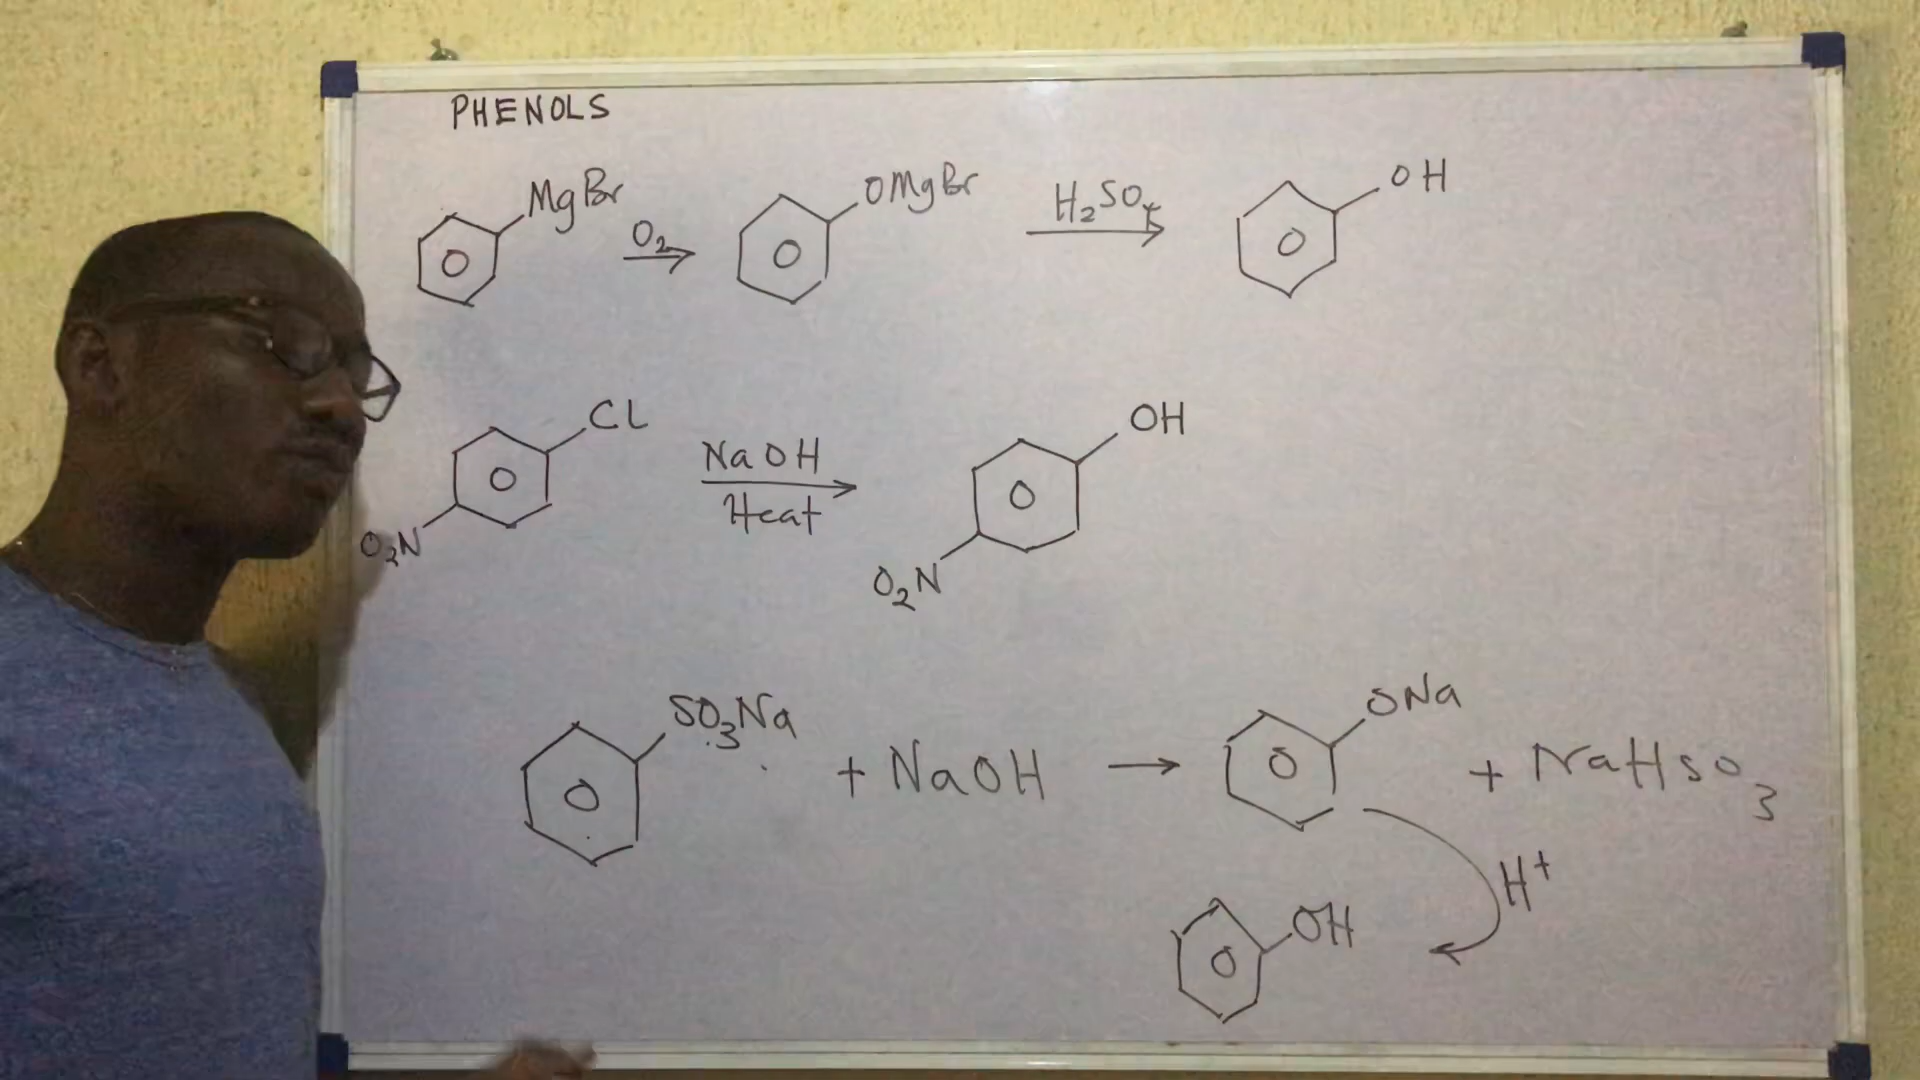 PHENOLS
MgBr O2 OMgBr H2SO4 OH
Cl NaOH Heat OH
O2N O2N
SO3Na + NaOH → ONa + NaHSO3
H+
OH